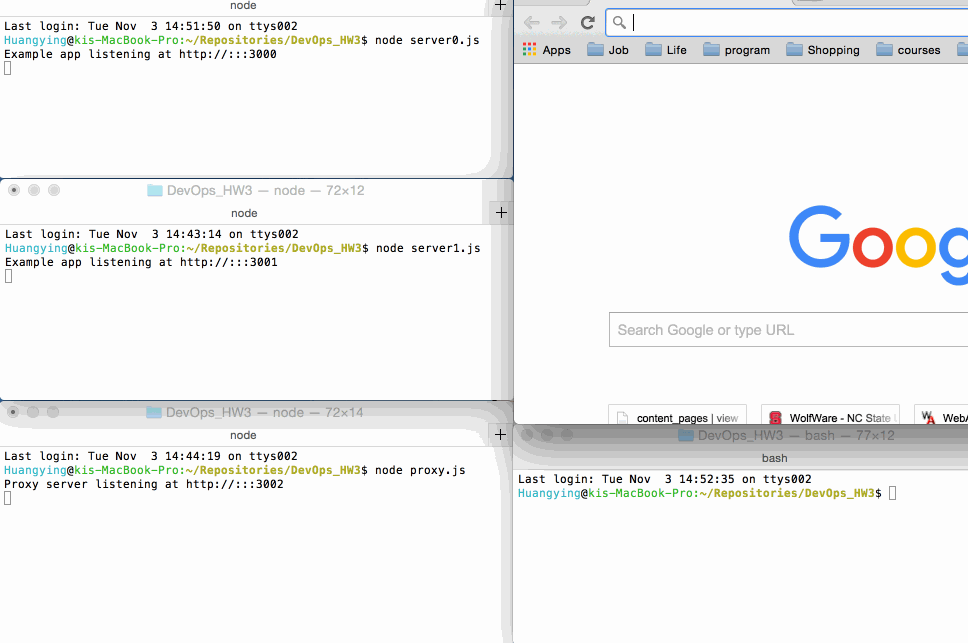 node
+
Last login: Tue Nov  3 14:51:50 on ttys002
Huangying@kis-MacBook-Pro:~/Repositories/DevOps_HW3$ node server0.js
Example app listening at http://:::3000
DevOps_HW3 — node — 72×12
node
+
Last login: Tue Nov  3 14:43:14 on ttys002
Huangying@kis-MacBook-Pro:~/Repositories/DevOps_HW3$ node server1.js
Example app listening at http://:::3001
DevOps_HW3 — node — 72×14
node
+
Last login: Tue Nov  3 14:44:19 on ttys002
Huangying@kis-MacBook-Pro:~/Repositories/DevOps_HW3$ node proxy.js
Proxy server listening at http://:::3002
Apps Job Life program Shopping courses
Goog
Search Google or type URL
content_pages | view
WolfWare - NC State
WebA
DevOps_HW3 — bash — 77×12
bash
Last login: Tue Nov  3 14:52:35 on ttys002
Huangying@kis-MacBook-Pro:~/Repositories/DevOps_HW3$